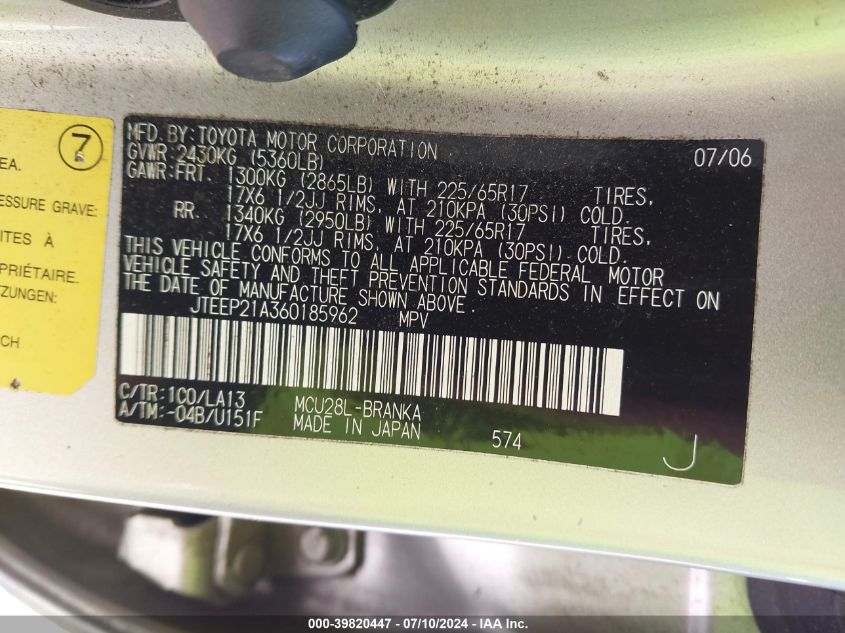 7
EA.
ESSURE GRAVE:
ITES À
PRIÉTAIRE.
TZUNGEN:
CH
MFD. BY: TOYOTA MOTOR CORPORATION 07/06
GVWR: 2430KG (5360LB)
GAWR: FRT. 1300KG (2865LB) WITH 225/65R17 TIRES,
17X6 1/2JJ RIMS, AT 210KPA (30PSI) COLD.
RR. 1340KG (2950LB) WITH 225/65R17 TIRES,
17X6 1/2JJ RIMS, AT 210KPA (30PSI) COLD.
THIS VEHICLE CONFORMS TO ALL APPLICABLE FEDERAL MOTOR
VEHICLE SAFETY AND THEFT PREVENTION STANDARDS IN EFFECT ON
THE DATE OF MANUFACTURE SHOWN ABOVE.
JTEEP21A360185962 MPV
C/TR: 1C0/LA13 MCU28L-BRANKA
A/TM: -04B/U151F MADE IN JAPAN 574
J
000-39820447 - 07/10/2024 - IAA Inc.